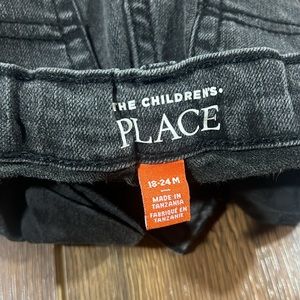 THE CHILDREN'S
PLACE
18-24 M
MADE IN
TANZANIA
FABRIQUÉ EN
TANZANIE